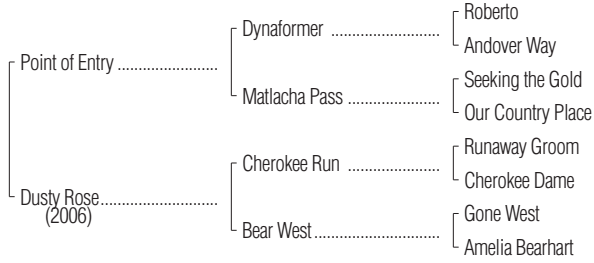 Roberto
Dynaformer ........................
Andover Way
Point of Entry ......................
Seeking the Gold
Matlacha Pass ....................
Our Country Place
Runaway Groom
Cherokee Run ....................
Cherokee Dame
Dusty Rose..........................
(2006)
Gone West
Bear West...........................
Amelia Bearhart